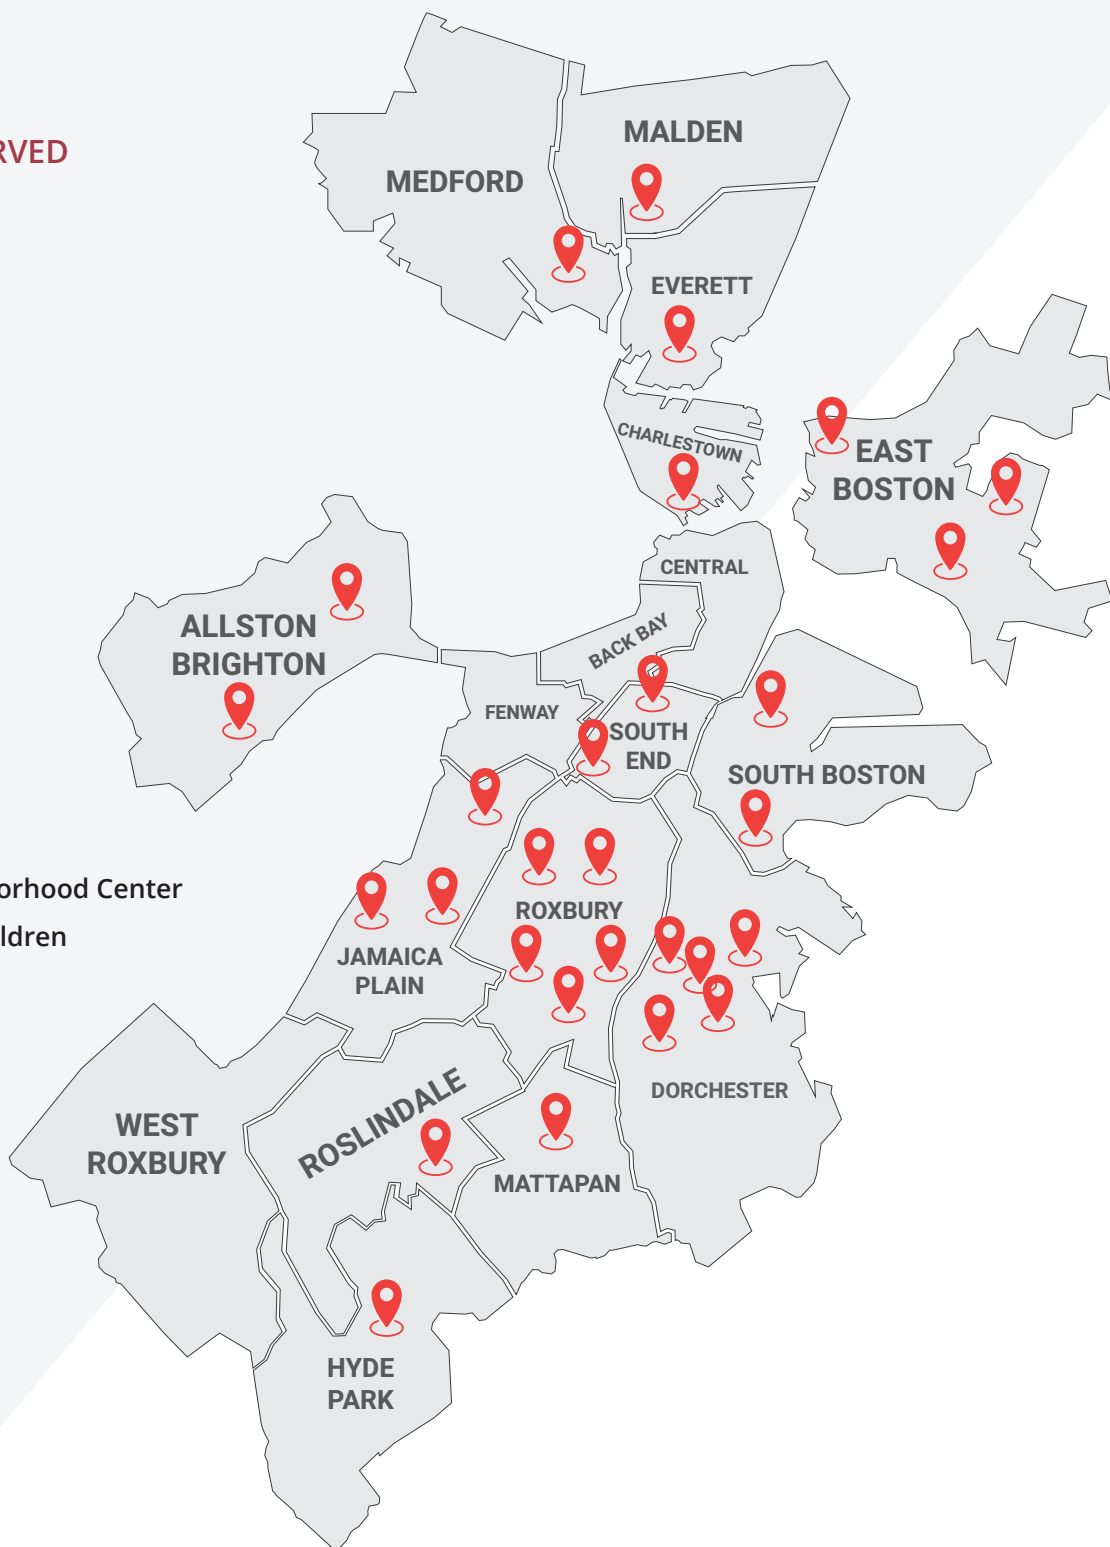 RVED
MALDEN
MEDFORD
EVERETT
CHARLESTOWN
EAST
BOSTON
CENTRAL
ALLSTON
BRIGHTON
BACK BAY
FENWAY
SOUTH
END
SOUTH BOSTON
orhood Center
ldren
ROXBURY
JAMAICA
PLAIN
DORCHESTER
ROSLINDALE
WEST
ROXBURY
MATTAPAN
HYDE
PARK